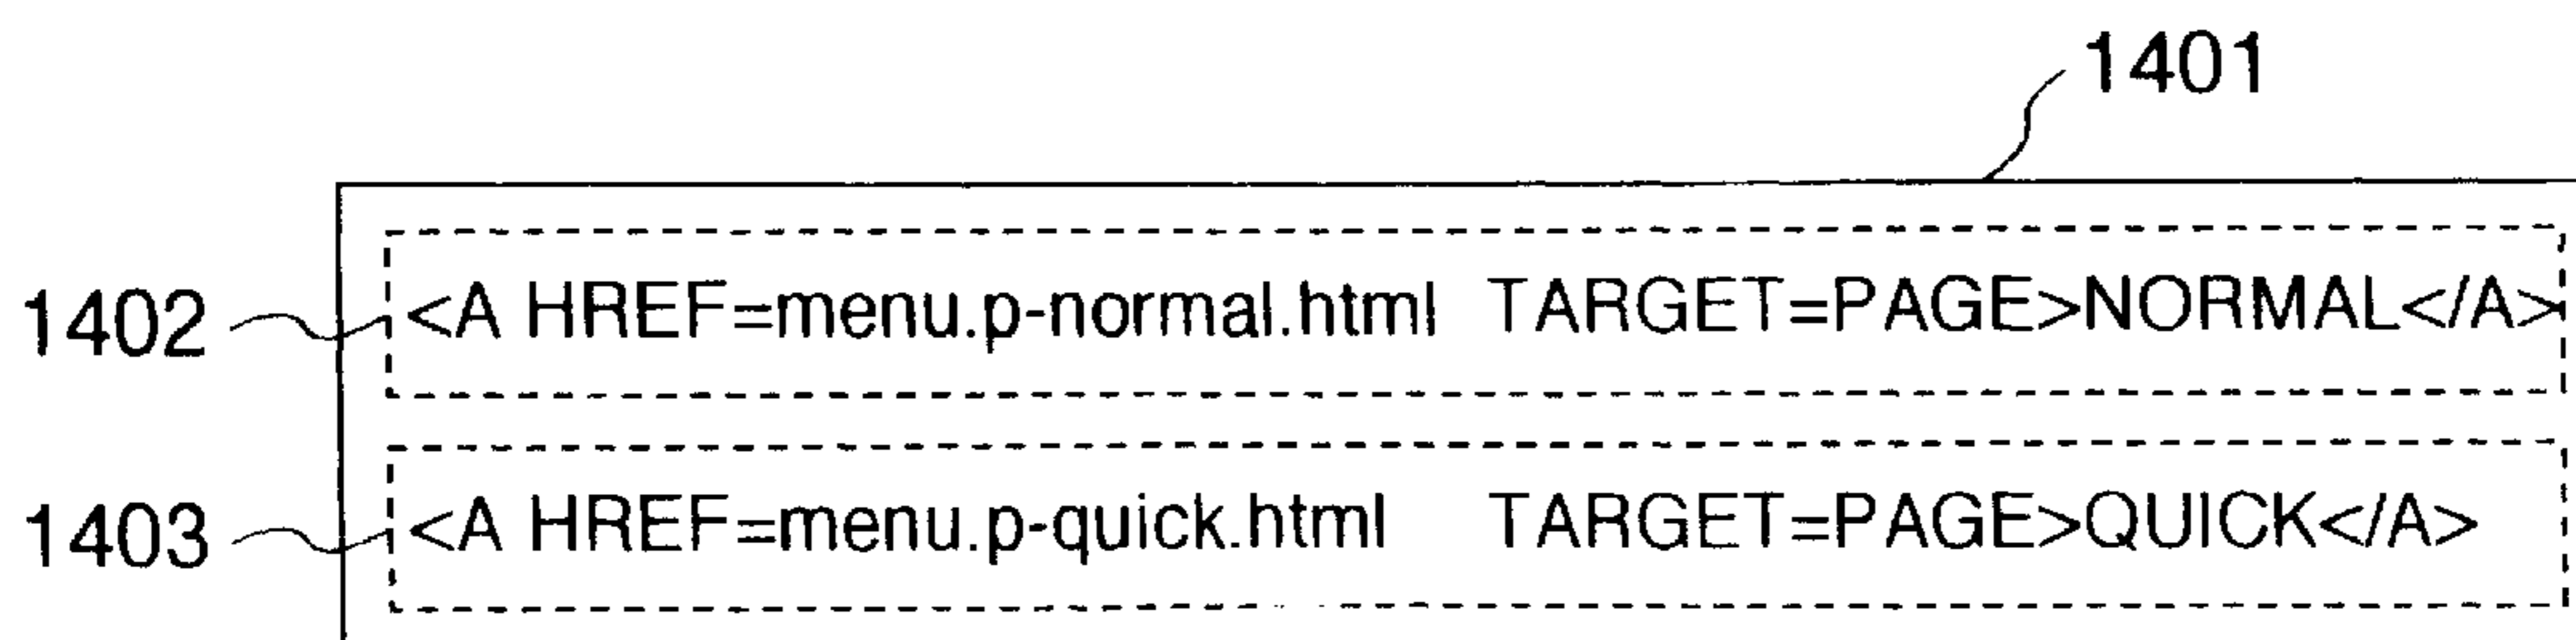 1401
1402 <A HREF=menu.p-normal.html TARGET=PAGE>NORMAL</A>
1403 <A HREF=menu.p-quick.html TARGET=PAGE>QUICK</A>